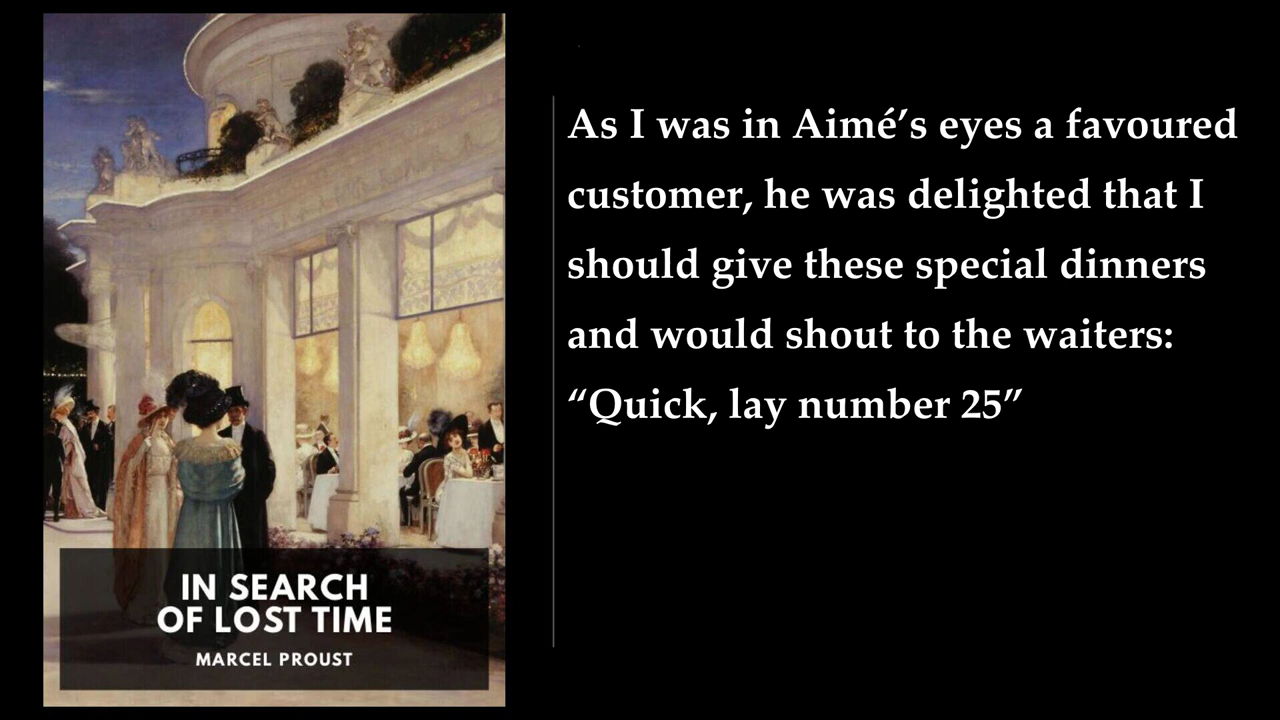 As I was in Aimé’s eyes a favoured
customer, he was delighted that I
should give these special dinners
and would shout to the waiters:
“Quick, lay number 25”
IN SEARCH
OF LOST TIME
MARCEL PROUST